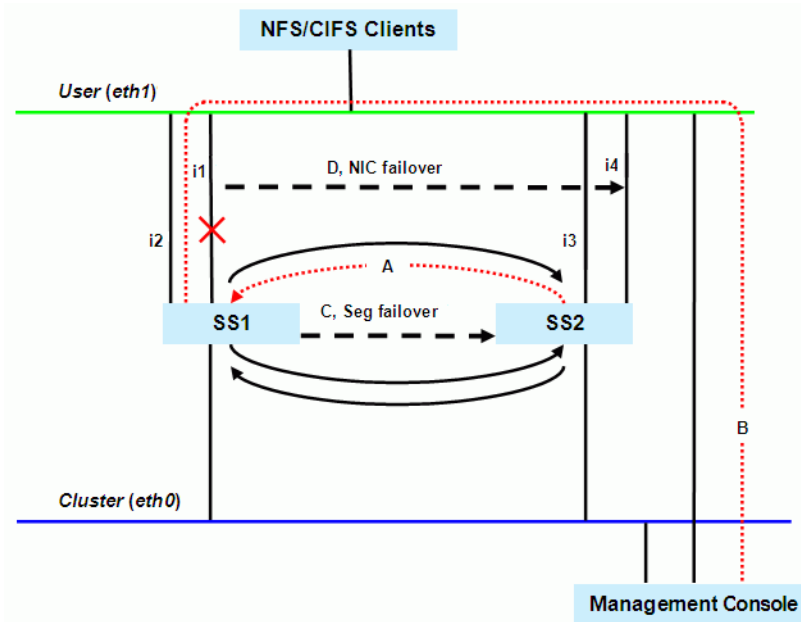 NFS/CIFS Clients
User (eth1)
i1
D, NIC failover
i4
i2
i3
A
C, Seg failover
SS1
SS2
B
Cluster (eth0)
Management Console